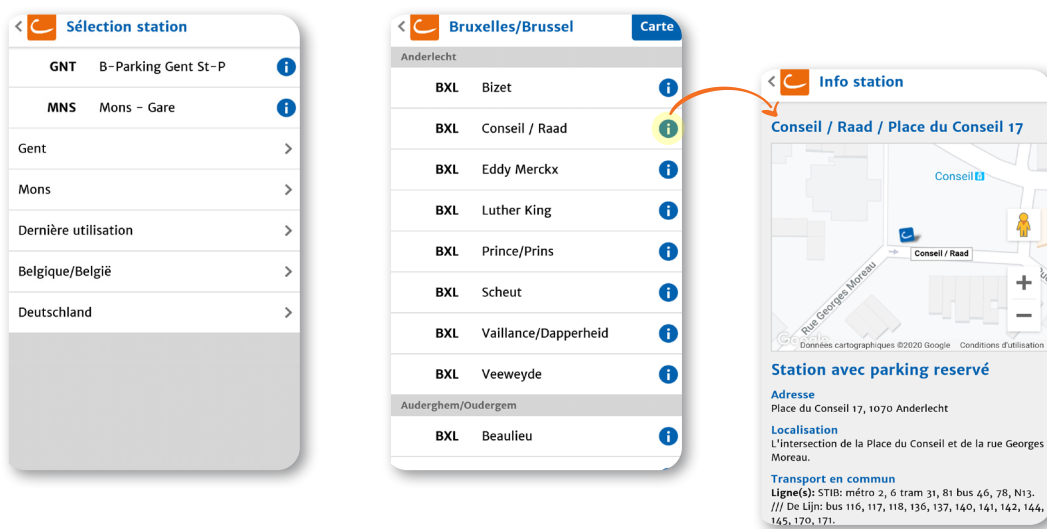 Sélection station
GNT B-Parking Gent St-P
MNS Mons - Gare
Gent
Mons
Dernière utilisation
Belgique/België
Deutschland
Bruxelles/Brussel
Carte
Anderlecht
BXL Bizet
BXL Conseil / Raad
BXL Eddy Merckx
BXL Luther King
BXL Prince/Prins
BXL Scheut
BXL Vaillance/Dapperheid
BXL Veeweyde
Auderghem/Oudergem
BXL Beaulieu
Info station
Conseil / Raad / Place du Conseil 17
Conseil
Conseil / Raad
Rue Georges Moreau
Google
Données cartographiques ©2020 Google Conditions d'utilisation
Station avec parking reservé
Adresse
Place du Conseil 17, 1070 Anderlecht
Localisation
L'intersection de la Place du Conseil et de la rue Georges
Moreau.
Transport en commun
Ligne(s): STIB: métro 2, 6 tram 31, 81 bus 46, 78, N13.
/// De Lijn: bus 116, 117, 118, 136, 137, 140, 141, 142, 144,
145, 170, 171.